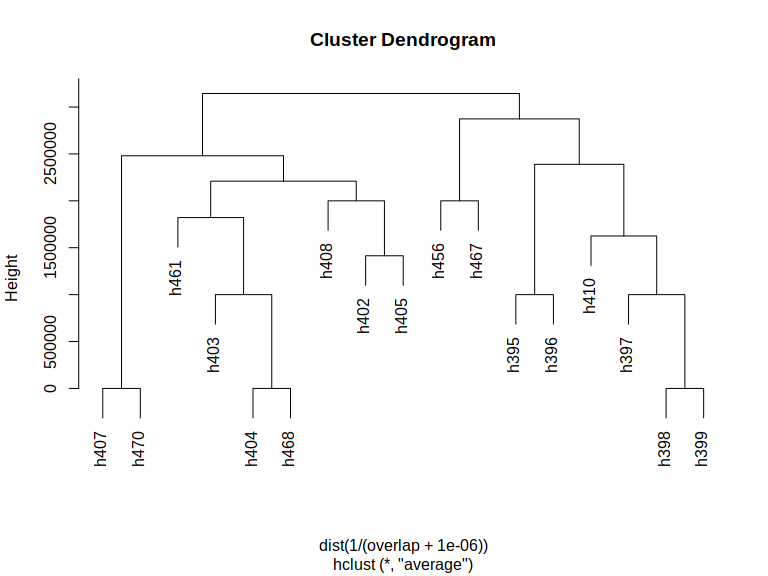 Cluster Dendrogram
Height
2500000
1500000
500000
0
h407
h470
h461
h403
h404
h468
h408
h402
h405
h456
h467
h395
h396
h410
h397
h398
h399
dist(1/(overlap + 1e-06))
hclust (*, "average")